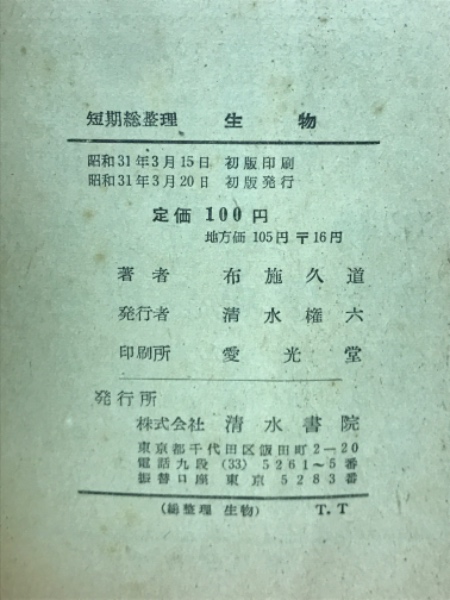 短期総整理 生物
昭和31年3月15日 初版印刷
昭和31年3月20日 初版発行
定価 100円
地方価 105円 〒16円
著者 布施久道
発行者 清水権六
印刷所 愛光堂
発行所
株式会社 清水書院
東京都千代田区飯田町2−20
電話九段 (33) 5261〜5番
振替口座 東京 5283番
(総整理 生物) T.T